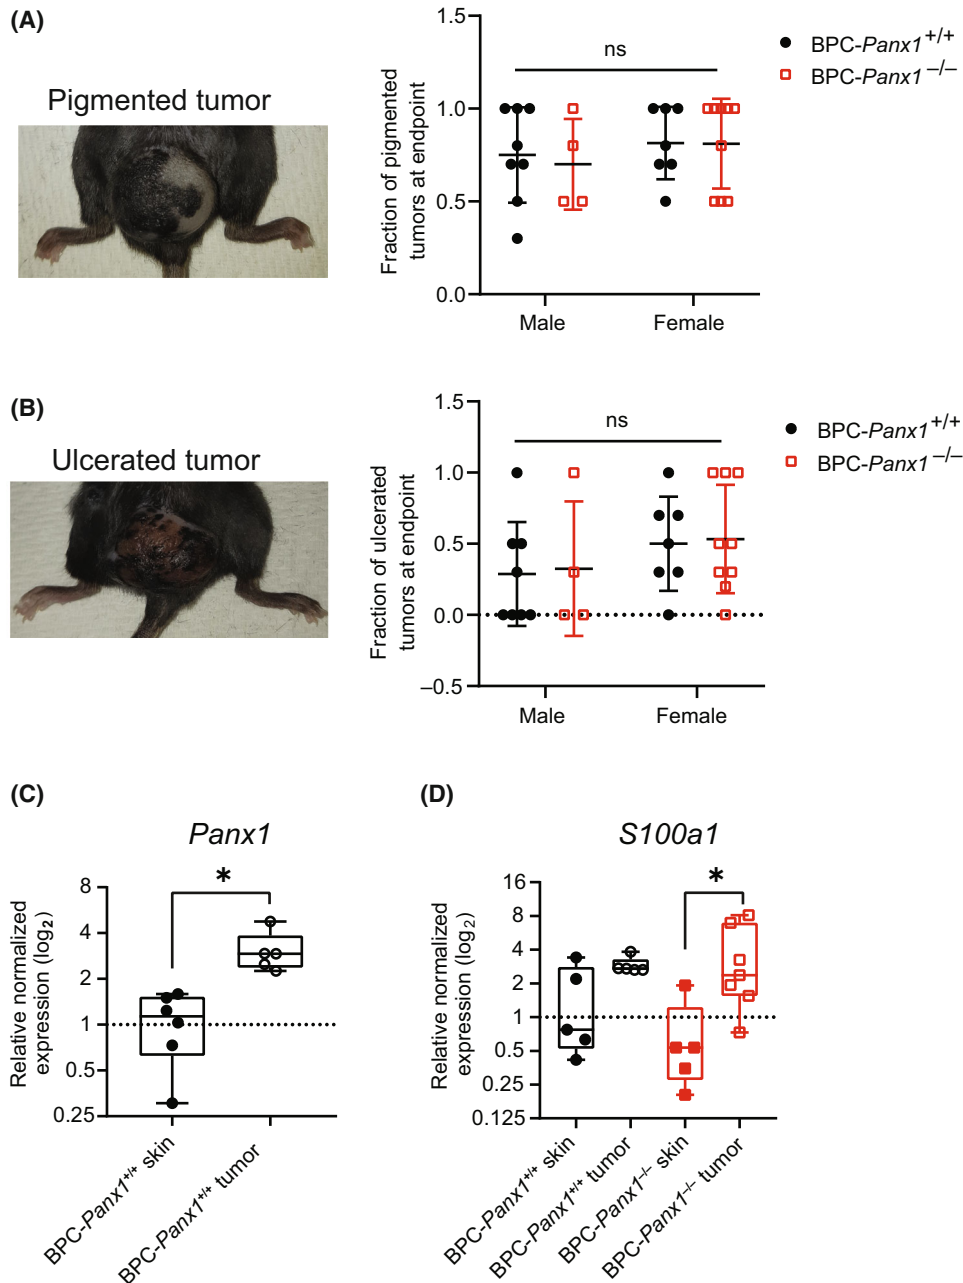 (A)
Pigmented tumor
Fraction of pigmented
tumors at endpoint
1.5
1.0
0.5
0.0
ns
Male
Female
BPC-Panx1+/+
BPC-Panx1–/–
(B)
Ulcerated tumor
Fraction of ulcerated
tumors at endpoint
1.5
1.0
0.5
0.0
–0.5
ns
Male
Female
BPC-Panx1+/+
BPC-Panx1–/–
(C)
Panx1
Relative normalized
expression (log2)
8
4
2
1
0.5
0.25
*
BPC-Panx1+/+ skin
BPC-Panx1+/+ tumor
(D)
S100a1
Relative normalized
expression (log2)
16
8
4
2
1
0.5
0.25
0.125
*
BPC-Panx1+/+ skin
BPC-Panx1+/+ tumor
BPC-Panx1–/– skin
BPC-Panx1–/– tumor